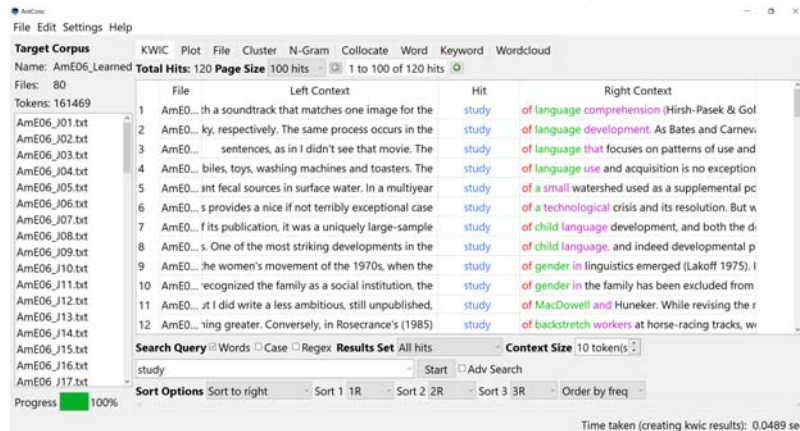 AntConc
File Edit Settings Help
Target Corpus
Name: AmE06_Learned
Files: 80
Tokens: 161469
AmE06_J01.txt
AmE06_J02.txt
AmE06_J03.txt
AmE06_J04.txt
AmE06_J05.txt
AmE06_J06.txt
AmE06_J07.txt
AmE06_J08.txt
AmE06_J09.txt
AmE06_J10.txt
AmE06_J11.txt
AmE06_J12.txt
AmE06_J13.txt
AmE06_J14.txt
AmE06_J15.txt
AmE06_J16.txt
AmE06_J17.txt
Progress 100%
KWIC Plot File Cluster N-Gram Collocate Word Keyword Wordcloud
Total Hits: 120 Page Size 100 hits 1 to 100 of 120 hits
File Left Context Hit Right Context
1 AmE0... :h a soundtrack that matches one image for the study of language comprehension (Hirsh-Pasek & Gol
2 AmE0... ky, respectively. The same process occurs in the study of language development. As Bates and Carneva
3 AmE0... sentences, as in I didn't see that movie. The study of language that focuses on patterns of use and
4 AmE0... biles, toys, washing machines and toasters. The study of language use and acquisition is no exception
5 AmE0... ant fecal sources in surface water. In a multiyear study of a small watershed used as a supplemental po
6 AmE0... s provides a nice if not terribly exceptional case study of a technological crisis and its resolution. But w
7 AmE0... f its publication, it was a uniquely large-sample study of child language development, and both the d
8 AmE0... s. One of the most striking developments in the study of child language, and indeed developmental p
9 AmE0... :he women's movement of the 1970s, when the study of gender in linguistics emerged (Lakoff 1975). I
10 AmE0... recognized the family as a social institution, the study of gender in the family has been excluded from
11 AmE0... ut I did write a less ambitious, still unpublished, study of MacDowell and Huneker. While revising the r
12 AmE0... ning greater. Conversely, in Rosecrance's (1985) study of backstretch workers at horse-racing tracks, w
Search Query Words Case Regex Results Set All hits Context Size 10 token(s
study Start Adv Search
Sort Options Sort to right Sort 1 1R Sort 2 2R Sort 3 3R Order by freq
Time taken (creating kwic results): 0.0489 se